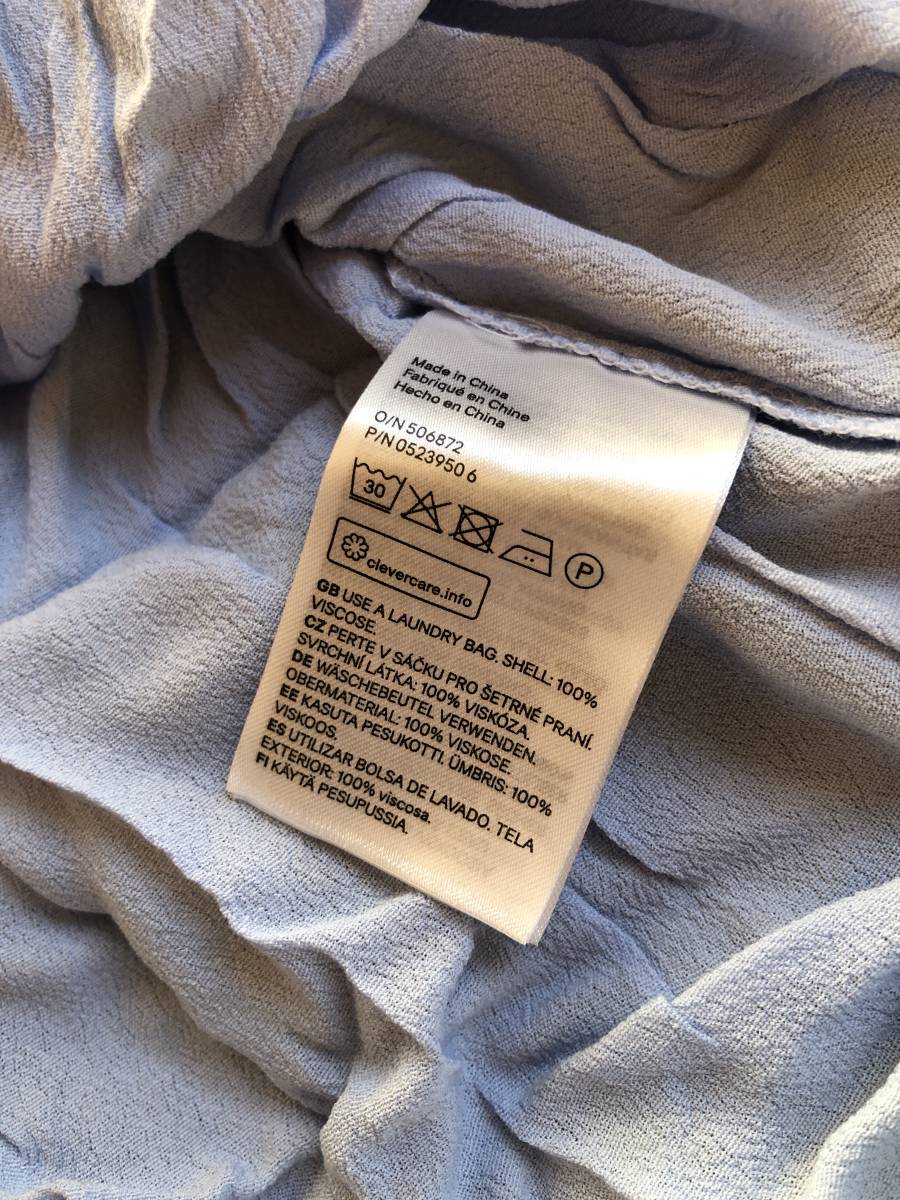 Made in China
Fabriqué en Chine
Hecho en China
O/N 506872
P/N 0523950 6
30
P
clevercare.info
GB USE A LAUNDRY BAG. SHELL: 100%
VISCOSE.
CZ PERTE V SÁČKU PRO ŠETRNÉ PRANÍ.
SVRCHNÍ LÁTKA: 100% VISKÓZA.
DE WÄSCHEBEUTEL VERWENDEN.
OBERMATERIAL: 100% VISKOSE.
EE KASUTA PESUKOTTI. ÜMBRIS: 100%
VISKOOS.
ES UTILIZAR BOLSA DE LAVADO. TELA
EXTERIOR: 100% viscosa.
FI KÄYTÄ PESUPUSSIA.